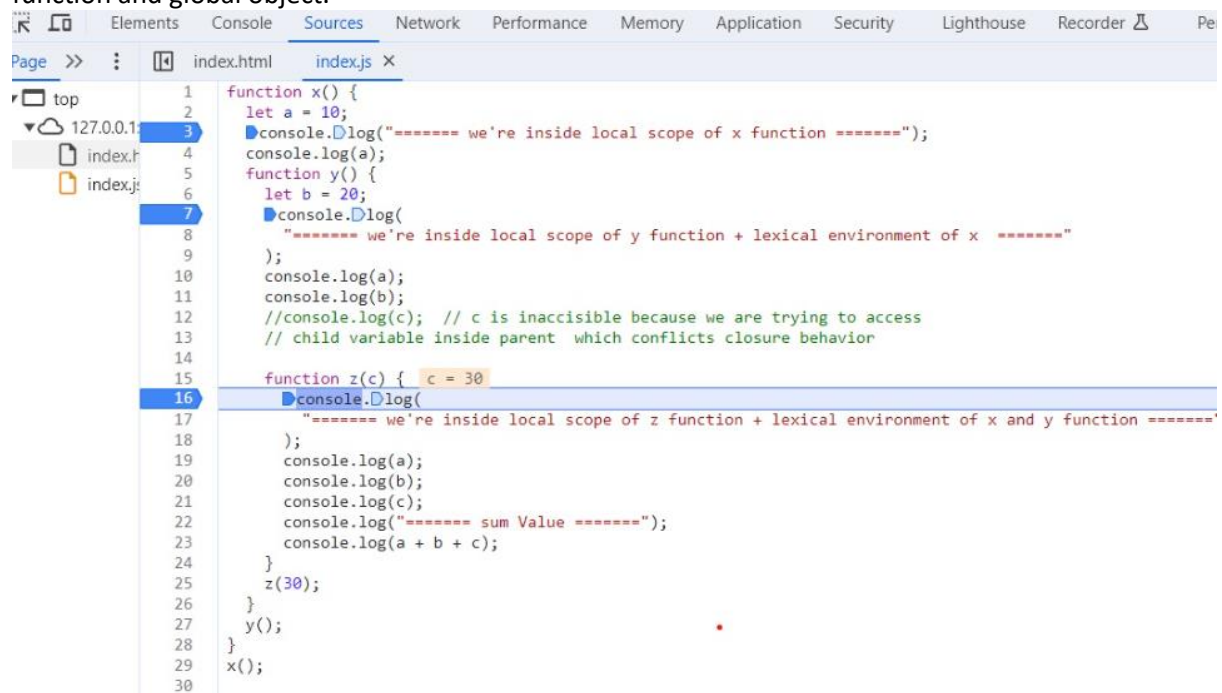 function and global object.
Elements Console Sources Network Performance Memory Application Security Lighthouse Recorder
Page >> index.html index.js ×
top
127.0.0.1:
index.h
index.js
1 function x() {
2 let a = 10;
3 console.log("======= we're inside local scope of x function =======");
4 console.log(a);
5 function y() {
6 let b = 20;
7 console.log(
8 "======= we're inside local scope of y function + lexical environment of x ======="
9 );
10 console.log(a);
11 console.log(b);
12 //console.log(c); // c is inaccisible because we are trying to access
13 // child variable inside parent which conflicts closure behavior
14
15 function z(c) { c = 30
16 console.log(
17 "======= we're inside local scope of z function + lexical environment of x and y function ======="
18 );
19 console.log(a);
20 console.log(b);
21 console.log(c);
22 console.log("======= sum Value =======");
23 console.log(a + b + c);
24 }
25 z(30);
26 }
27 y();
28 }
29 x();
30